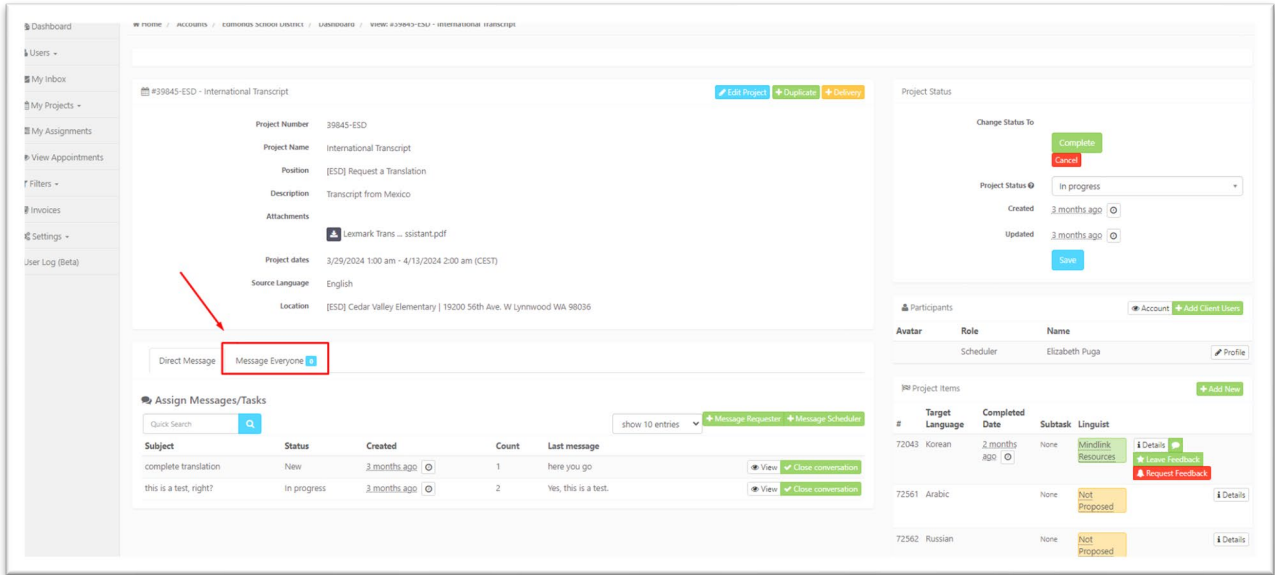 Dashboard
Users
My Inbox
My Projects
My Assignments
View Appointments
Filters
Invoices
Settings
User Log (Beta)
Home / Accounts / Edmonds School District / Dashboard / View: #39845-ESD - International Transcript
#39845-ESD - International Transcript
Edit Project + Duplicate + Delivery
Project Number 39845-ESD
Project Name International Transcript
Position [ESD] Request a Translation
Description Transcript from Mexico
Attachments
Lexmark Trans ... ssistant.pdf
Project dates 3/29/2024 1:00 am - 4/13/2024 2:00 am (CEST)
Source Language English
Location [ESD] Cedar Valley Elementary | 19200 56th Ave. W Lynnwood WA 98036
Direct Message Message Everyone 0
Assign Messages/Tasks
Quick Search show 10 entries + Message Requester + Message Scheduler
Subject Status Created Count Last message
complete translation New 3 months ago 1 here you go View Close conversation
this is a test, right? In progress 3 months ago 2 Yes, this is a test. View Close conversation
Project Status
Change Status To
Complete
Cancel
Project Status In progress
Created 3 months ago
Updated 3 months ago
Save
Participants Account + Add Client Users
Avatar Role Name
Scheduler Elizabeth Puga Profile
Project Items + Add New
# Target Language Completed Date Subtask Linguist
72043 Korean 2 months ago None Mindlink Resources Details
Leave Feedback
Request Feedback
72561 Arabic None Not Proposed Details
72562 Russian None Not Proposed Details